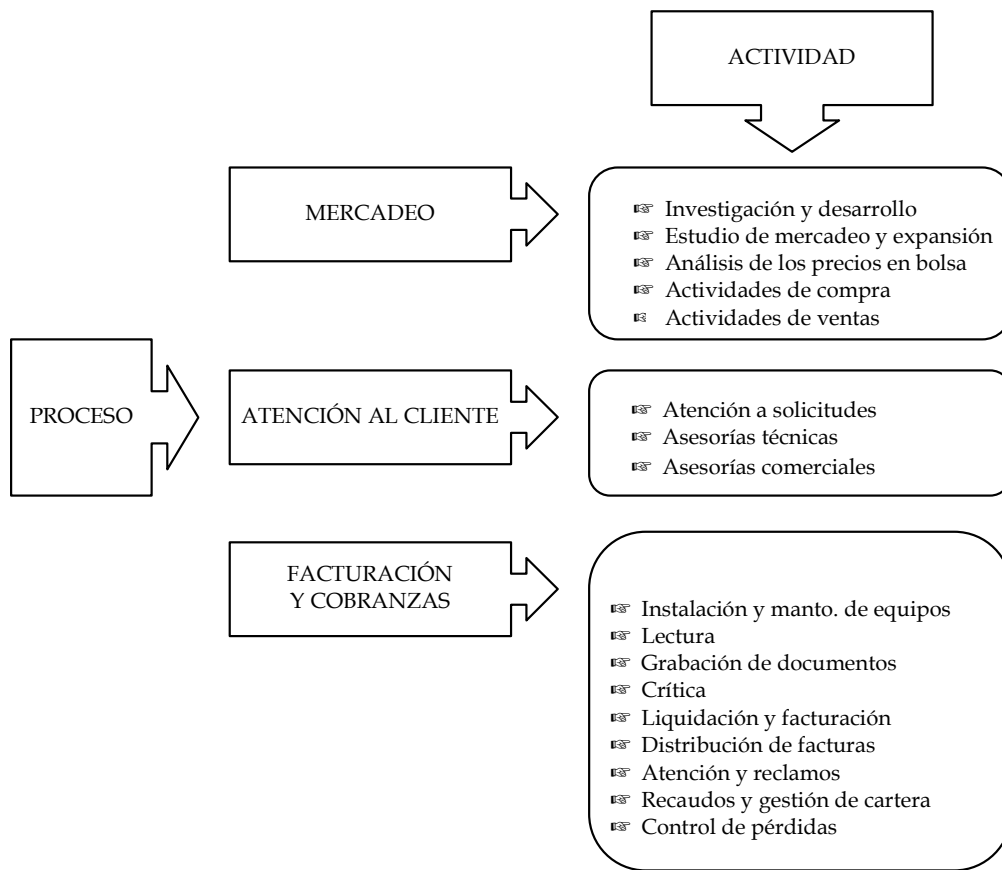 ACTIVIDAD
MERCADEO
☞ Investigación y desarrollo
☞ Estudio de mercadeo y expansión
☞ Análisis de los precios en bolsa
☞ Actividades de compra
☞ Actividades de ventas
PROCESO
ATENCIÓN AL CLIENTE
☞ Atención a solicitudes
☞ Asesorías técnicas
☞ Asesorías comerciales
FACTURACIÓN
Y COBRANZAS
☞ Instalación y manto. de equipos
☞ Lectura
☞ Grabación de documentos
☞ Crítica
☞ Liquidación y facturación
☞ Distribución de facturas
☞ Atención y reclamos
☞ Recaudos y gestión de cartera
☞ Control de pérdidas